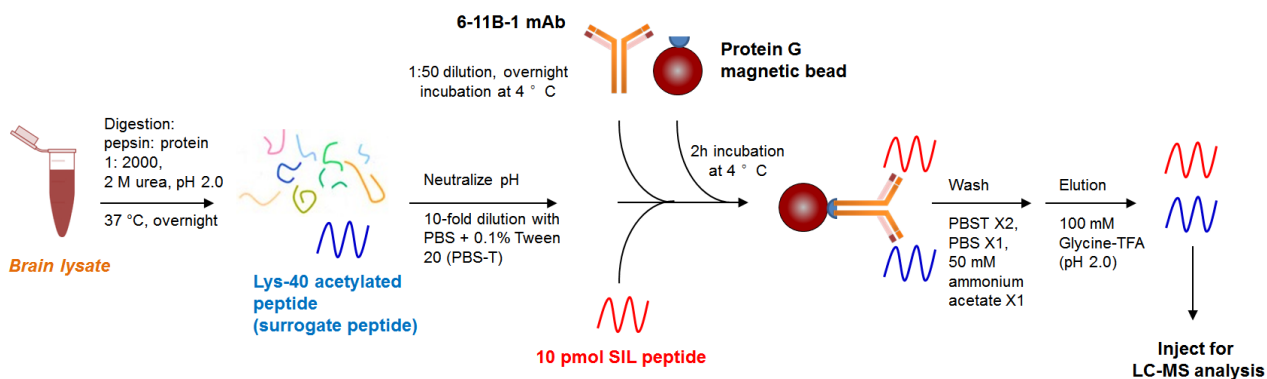 Brain lysate
Digestion:
pepsin: protein
1: 2000,
2 M urea, pH 2.0
37 °C, overnight
Lys-40 acetylated
peptide
(surrogate peptide)
Neutralize pH
10-fold dilution with
PBS + 0.1% Tween
20 (PBS-T)
6-11B-1 mAb
1:50 dilution, overnight
incubation at 4 ° C
Protein G
magnetic bead
2h incubation
at 4 ° C
10 pmol SIL peptide
Wash
PBST X2,
PBS X1,
50 mM
ammonium
acetate X1
Elution
100 mM
Glycine-TFA
(pH 2.0)
Inject for
LC-MS analysis